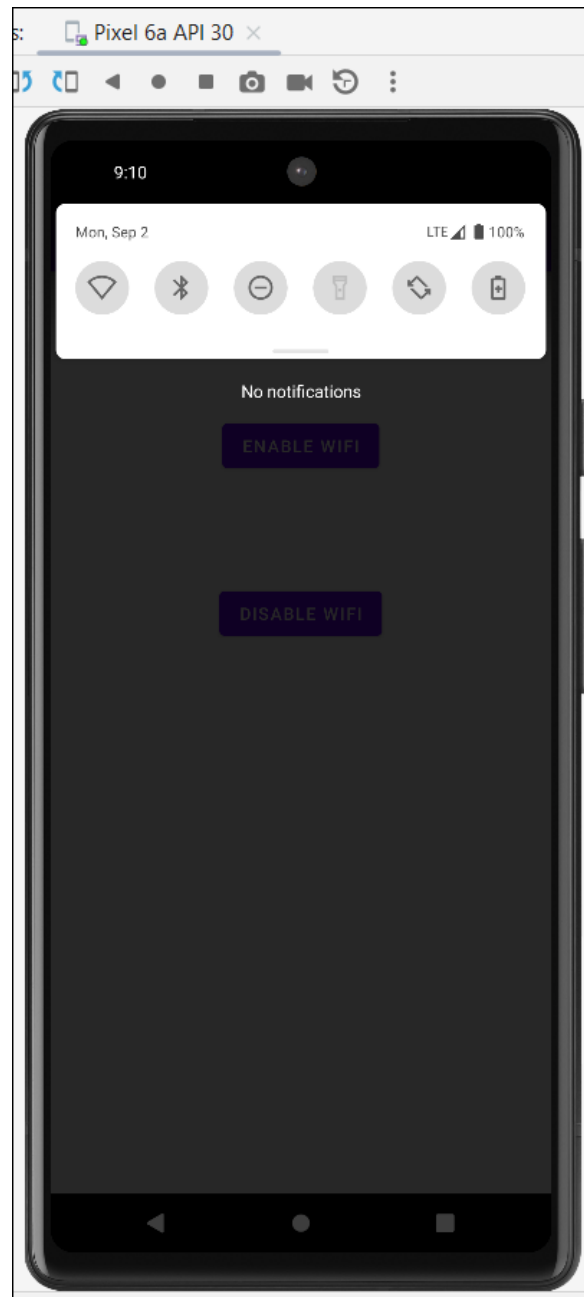 s: Pixel 6a API 30
9:10
Mon, Sep 2 LTE 100%
No notifications
ENABLE WIFI
DISABLE WIFI